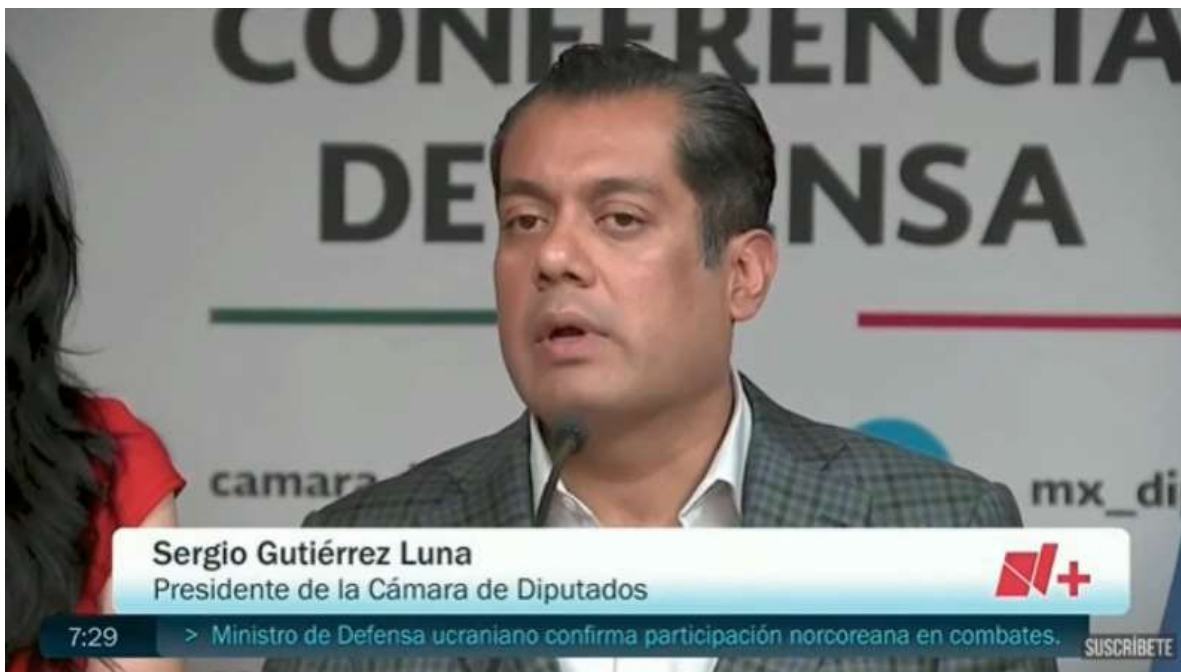 CONFERENCIA
DE NSA
camara
mx_di
Sergio Gutiérrez Luna
Presidente de la Cámara de Diputados
N+
7:29
> Ministro de Defensa ucraniano confirma participación norcoreana en combates.
SUSCRÍBETE